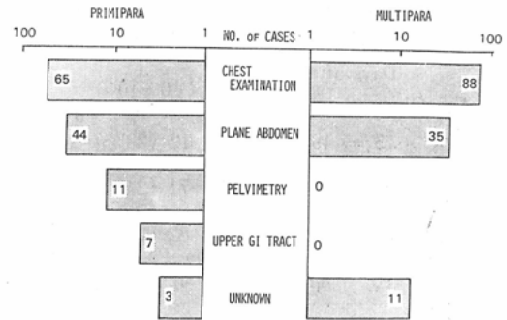 PRIMIPARA MULTIPARA
100 10 1 NO. of CASES 1 10 100
65 CHEST 88
EXAMINATION
44 PLANE ABDOMEN 35
11 PELVIMETRY 0
7 UPPER GI TRACT 0
3 UNKNOWN 11